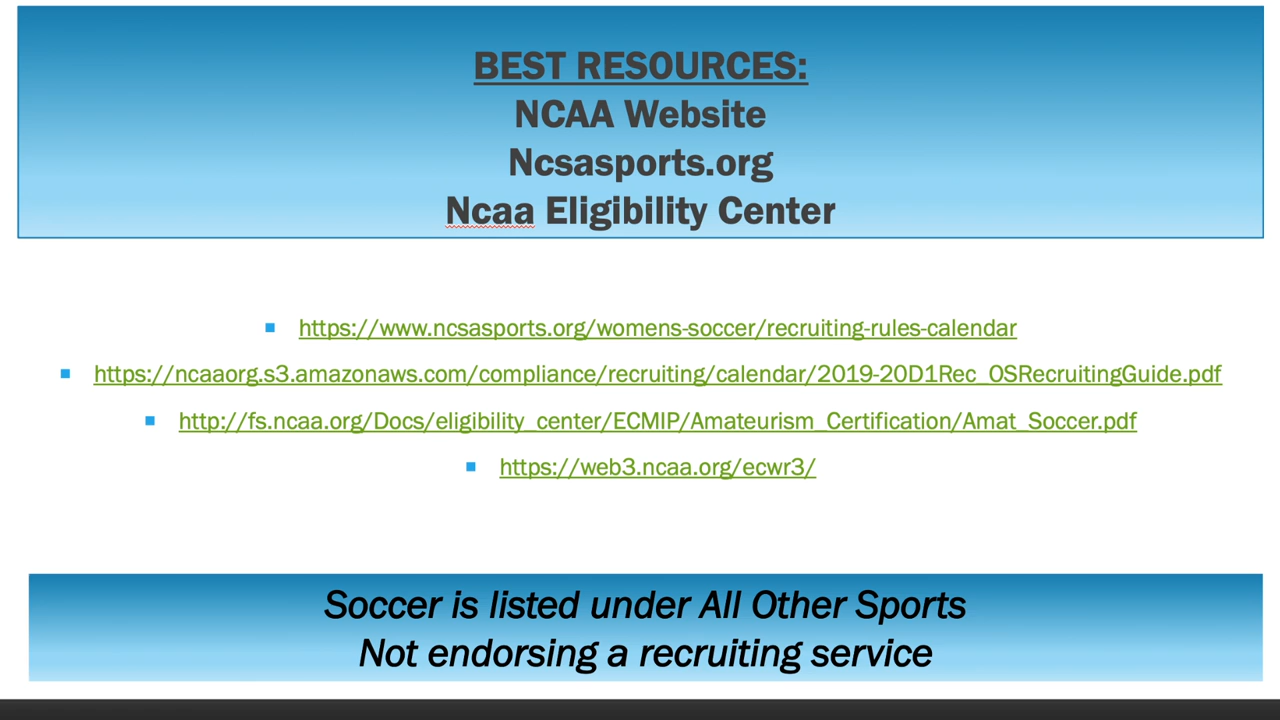 BEST RESOURCES:
NCAA Website
Ncsasports.org
Ncaa Eligibility Center
https://www.ncsasports.org/womens-soccer/recruiting-rules-calendar
https://ncaaorg.s3.amazonaws.com/compliance/recruiting/calendar/2019-20D1Rec_OSRecruitingGuide.pdf
http://fs.ncaa.org/Docs/eligibility_center/ECMIP/Amateurism_Certification/Amat_Soccer.pdf
https://web3.ncaa.org/ecwr3/
Soccer is listed under All Other Sports
Not endorsing a recruiting service